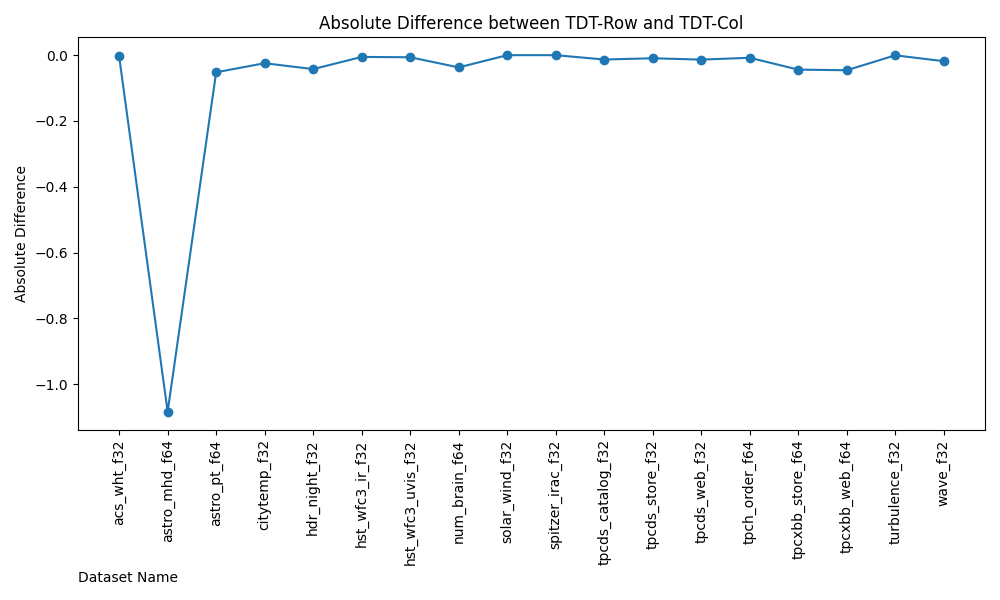 Absolute Difference between TDT-Row and TDT-Col
Absolute Difference
0.0
−0.2
−0.4
−0.6
−0.8
−1.0
acs_wht_f32
astro_mhd_f64
astro_pt_f64
citytemp_f32
hdr_night_f32
hst_wfc3_ir_f32
hst_wfc3_uvis_f32
num_brain_f64
solar_wind_f32
spitzer_irac_f32
tpcds_catalog_f32
tpcds_store_f32
tpcds_web_f32
tpch_order_f64
tpcxbb_store_f64
tpcxbb_web_f64
turbulence_f32
wave_f32
Dataset Name